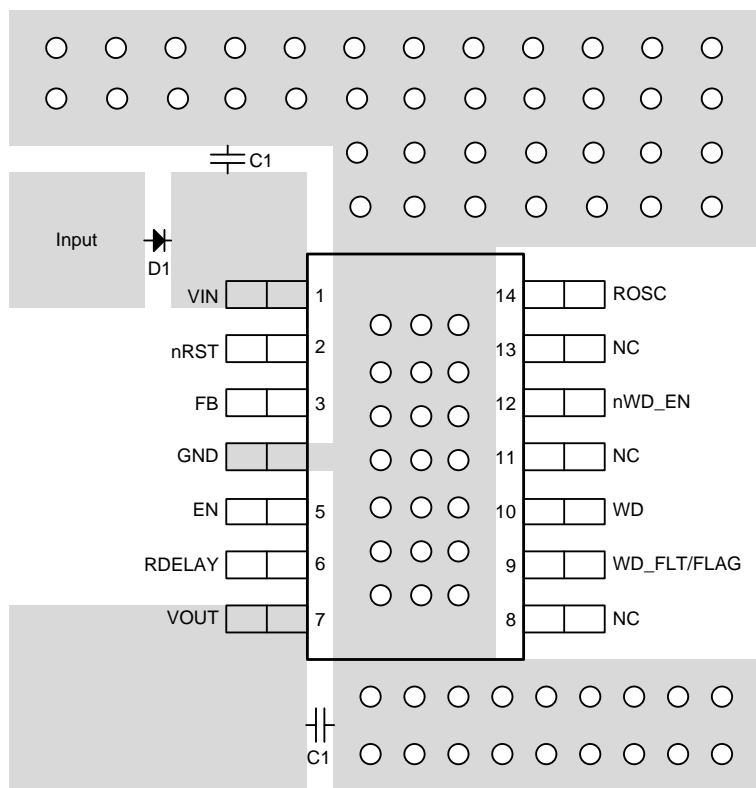 C1
Input
D1
VIN 1 14 ROSC
nRST 2 13 NC
FB 3 12 nWD_EN
GND 11 NC
EN 5 10 WD
RDELAY 6 9 WD_FLT/FLAG
VOUT 7 8 NC
C1